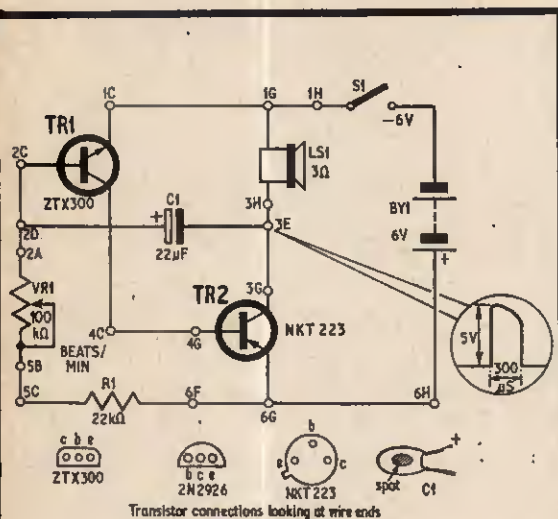 1C
1G
1H
S1
−6V
TR1
2C
ZTX300
LS1
3Ω
C1
+
22µF
3H
3E
BY1
6V
+
2D
2A
VR1
100
kΩ
TR2
3G
NKT 223
5V
300
µS
4C
4G
BEATS/
MIN
5B
5C
R1
22kΩ
6F
6G
6H
c b e
ZTX300
b c e
2N2926
b
e
c
NKT223
+
spot
C1
Transistor connections looking at wire ends